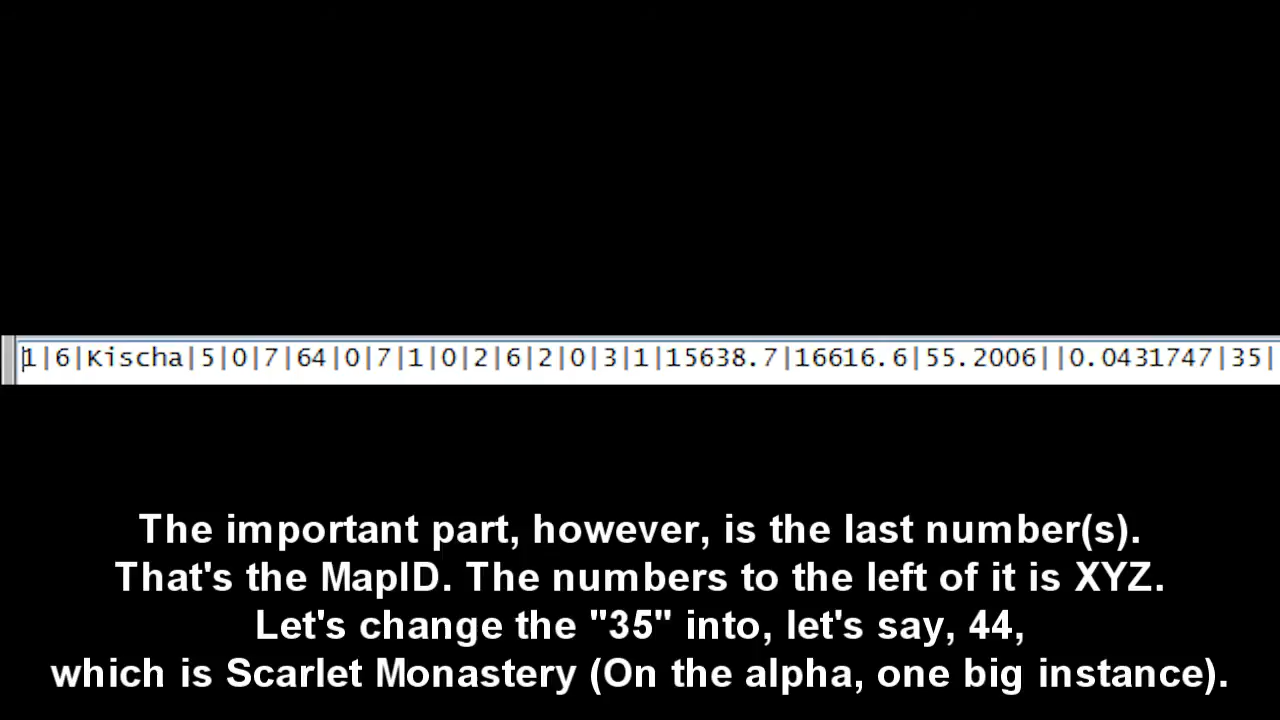 1|6|Kischa|5|0|7|64|0|7|1|0|2|6|2|0|3|1|15638.7|16616.6|55.2006||0.0431747|35|
The important part, however, is the last number(s).
That's the MapID. The numbers to the left of it is XYZ.
Let's change the "35" into, let's say, 44,
which is Scarlet Monastery (On the alpha, one big instance).